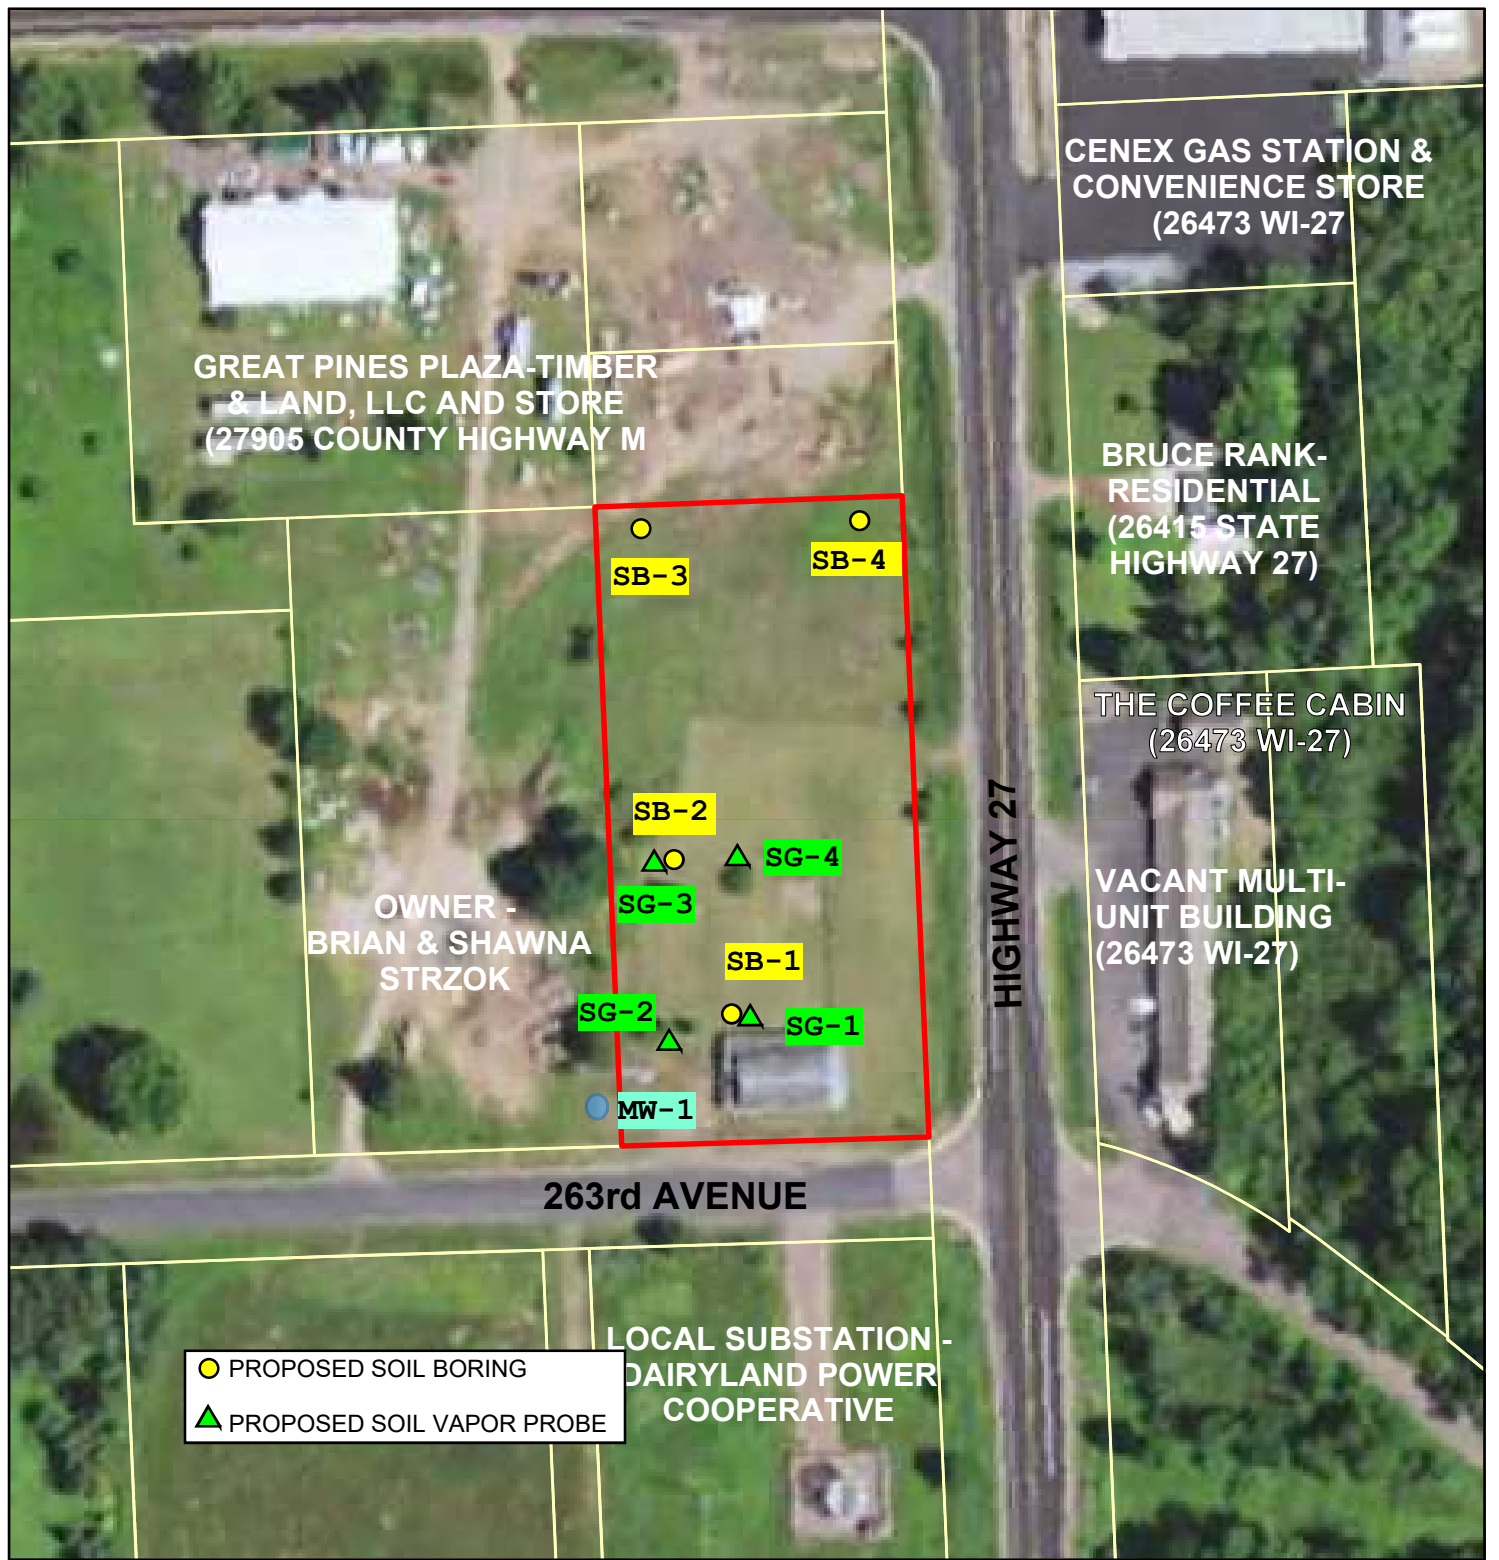 CENEX GAS STATION &
CONVENIENCE STORE
(26473 WI-27
GREAT PINES PLAZA-TIMBER
& LAND, LLC AND STORE
(27905 COUNTY HIGHWAY M
BRUCE RANK-
RESIDENTIAL
(26415 STATE
HIGHWAY 27)
SB-3
SB-4
THE COFFEE CABIN
(26473 WI-27)
SB-2
SG-4
SG-3
HIGHWAY 27
VACANT MULTI-
UNIT BUILDING
(26473 WI-27)
OWNER -
BRIAN & SHAWNA
STRZOK
SB-1
SG-2
SG-1
MW-1
263rd AVENUE
LOCAL SUBSTATION -
DAIRYLAND POWER
COOPERATIVE
PROPOSED SOIL BORING
PROPOSED SOIL VAPOR PROBE